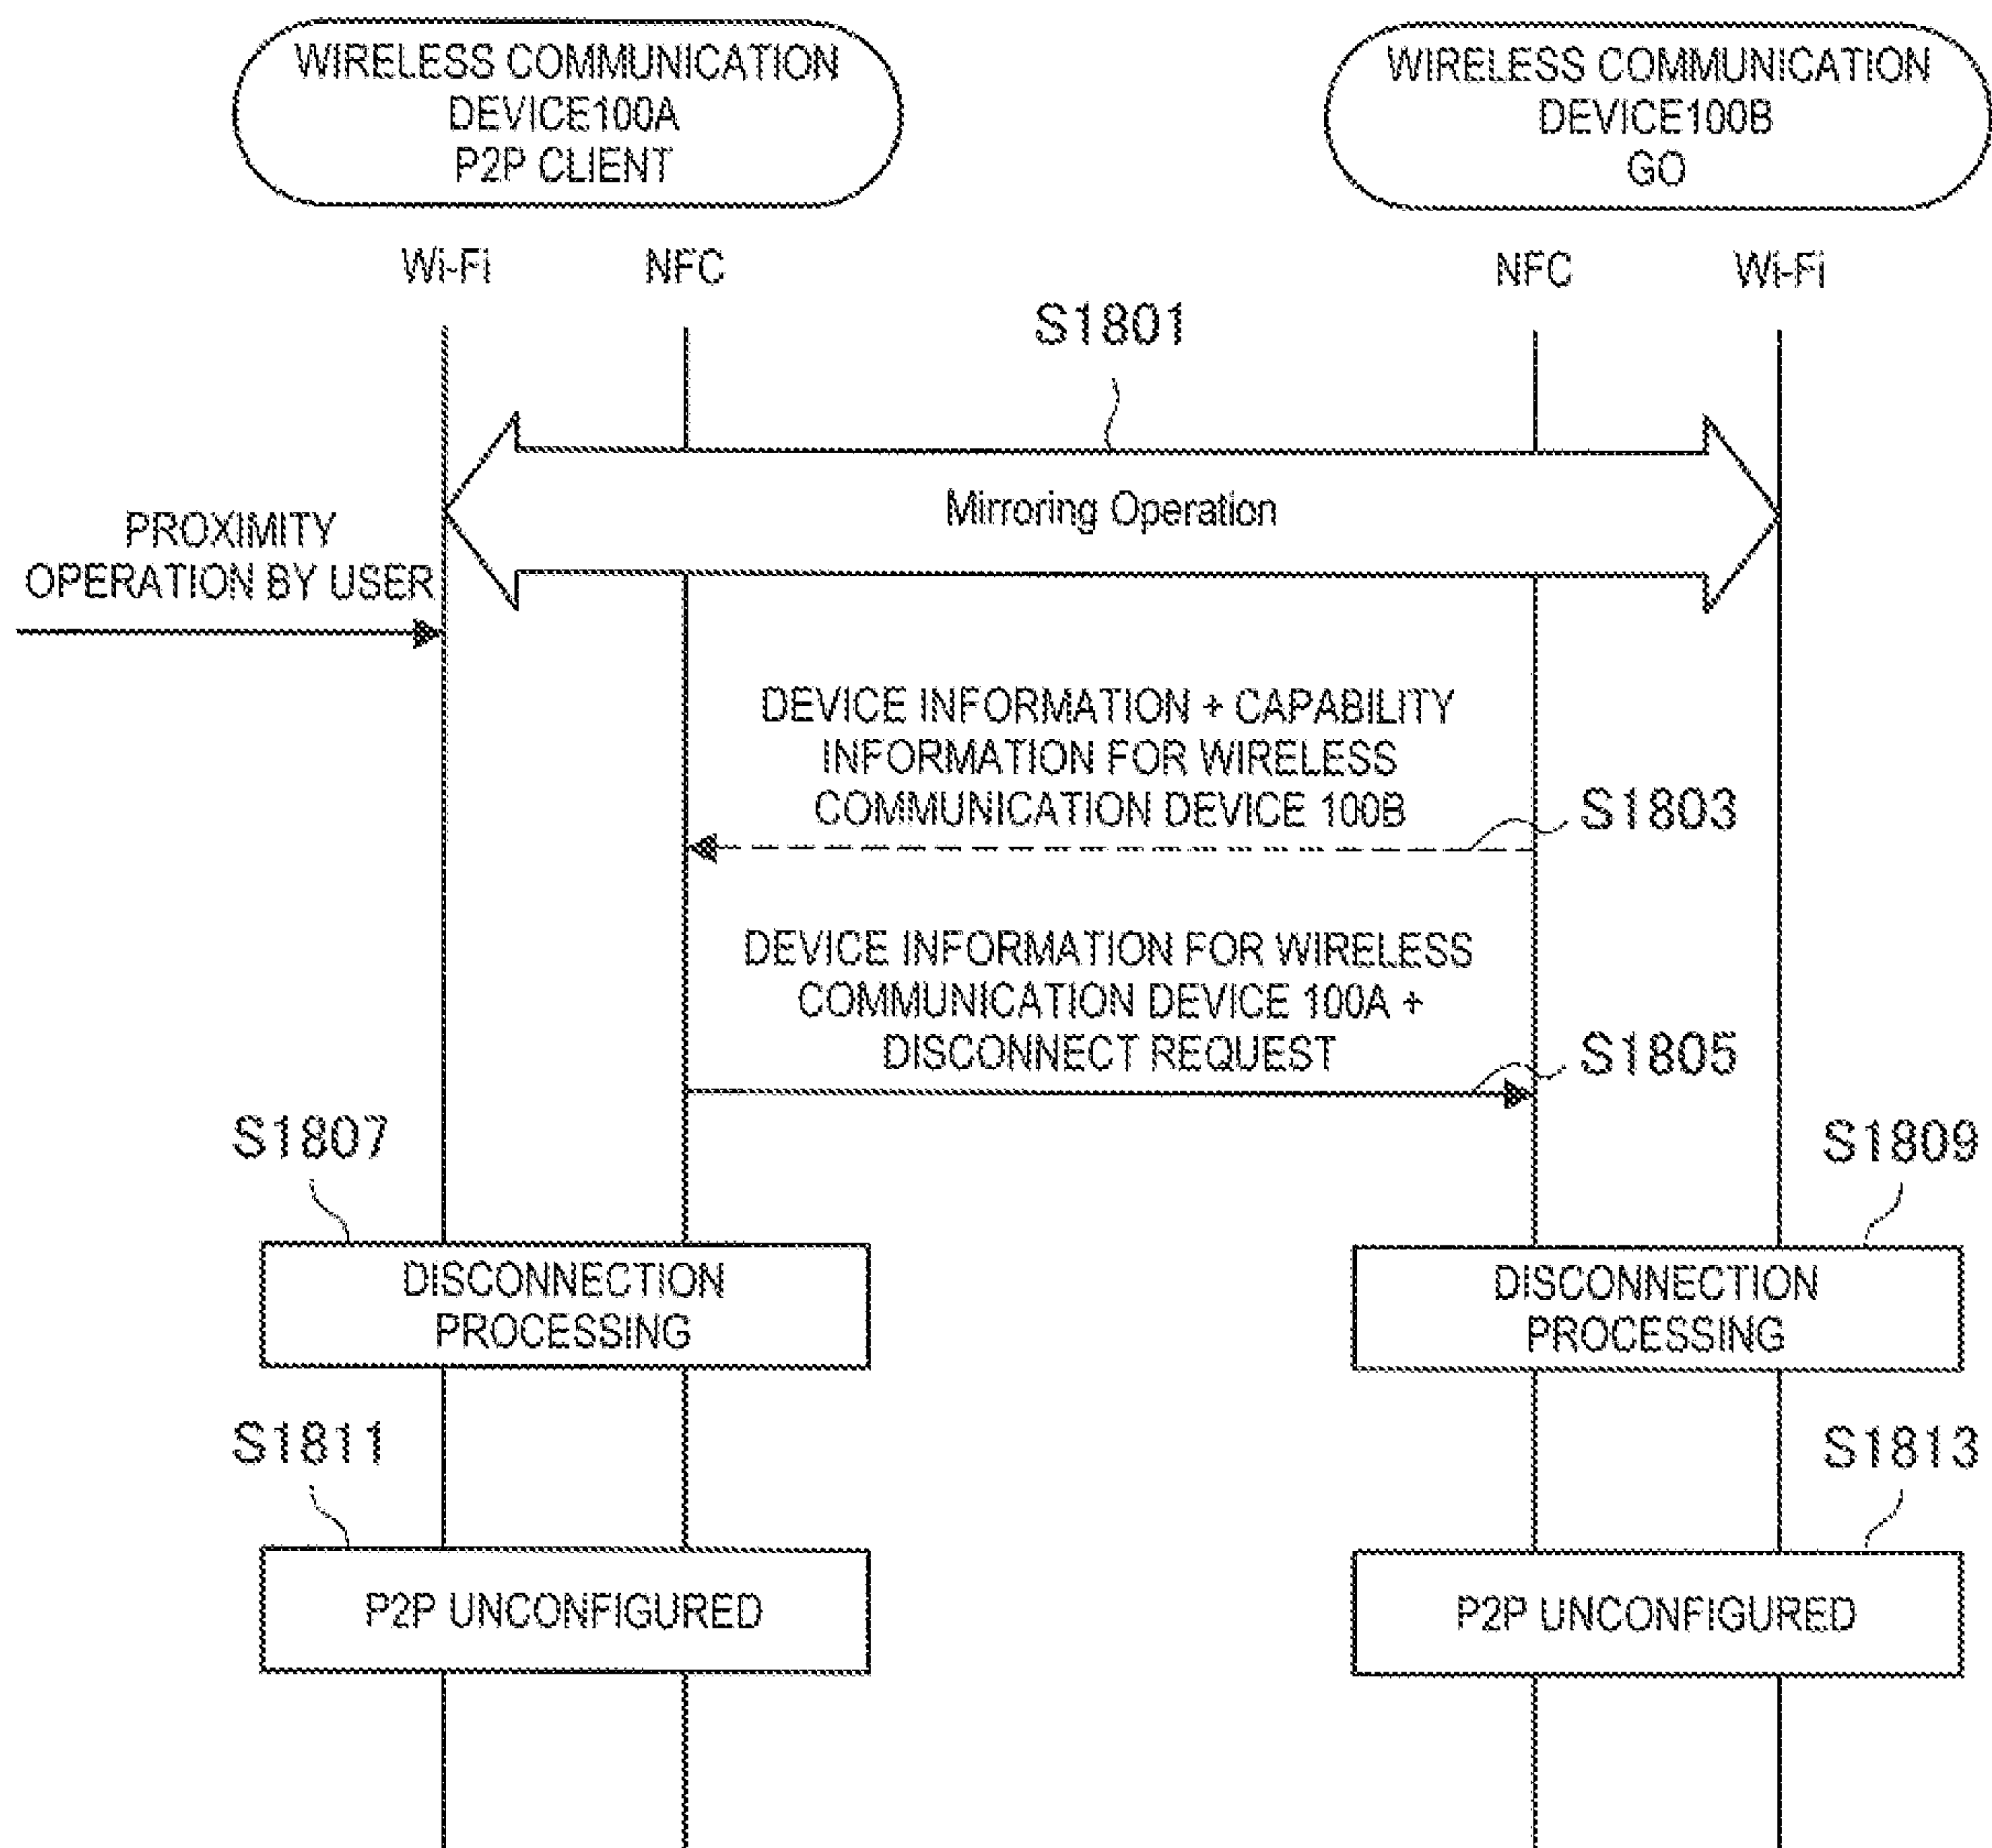 WIRELESS COMMUNICATION
DEVICE100A
P2P CLIENT
WIRELESS COMMUNICATION
DEVICE100B
GO
Wi-Fi
NFC
NFC
Wi-Fi
S1801
Mirroring Operation
PROXIMITY
OPERATION BY USER
DEVICE INFORMATION + CAPABILITY
INFORMATION FOR WIRELESS
COMMUNICATION DEVICE 100B
S1803
DEVICE INFORMATION FOR WIRELESS
COMMUNICATION DEVICE 100A +
DISCONNECT REQUEST
S1805
S1807
S1809
DISCONNECTION
PROCESSING
DISCONNECTION
PROCESSING
S1811
S1813
P2P UNCONFIGURED
P2P UNCONFIGURED